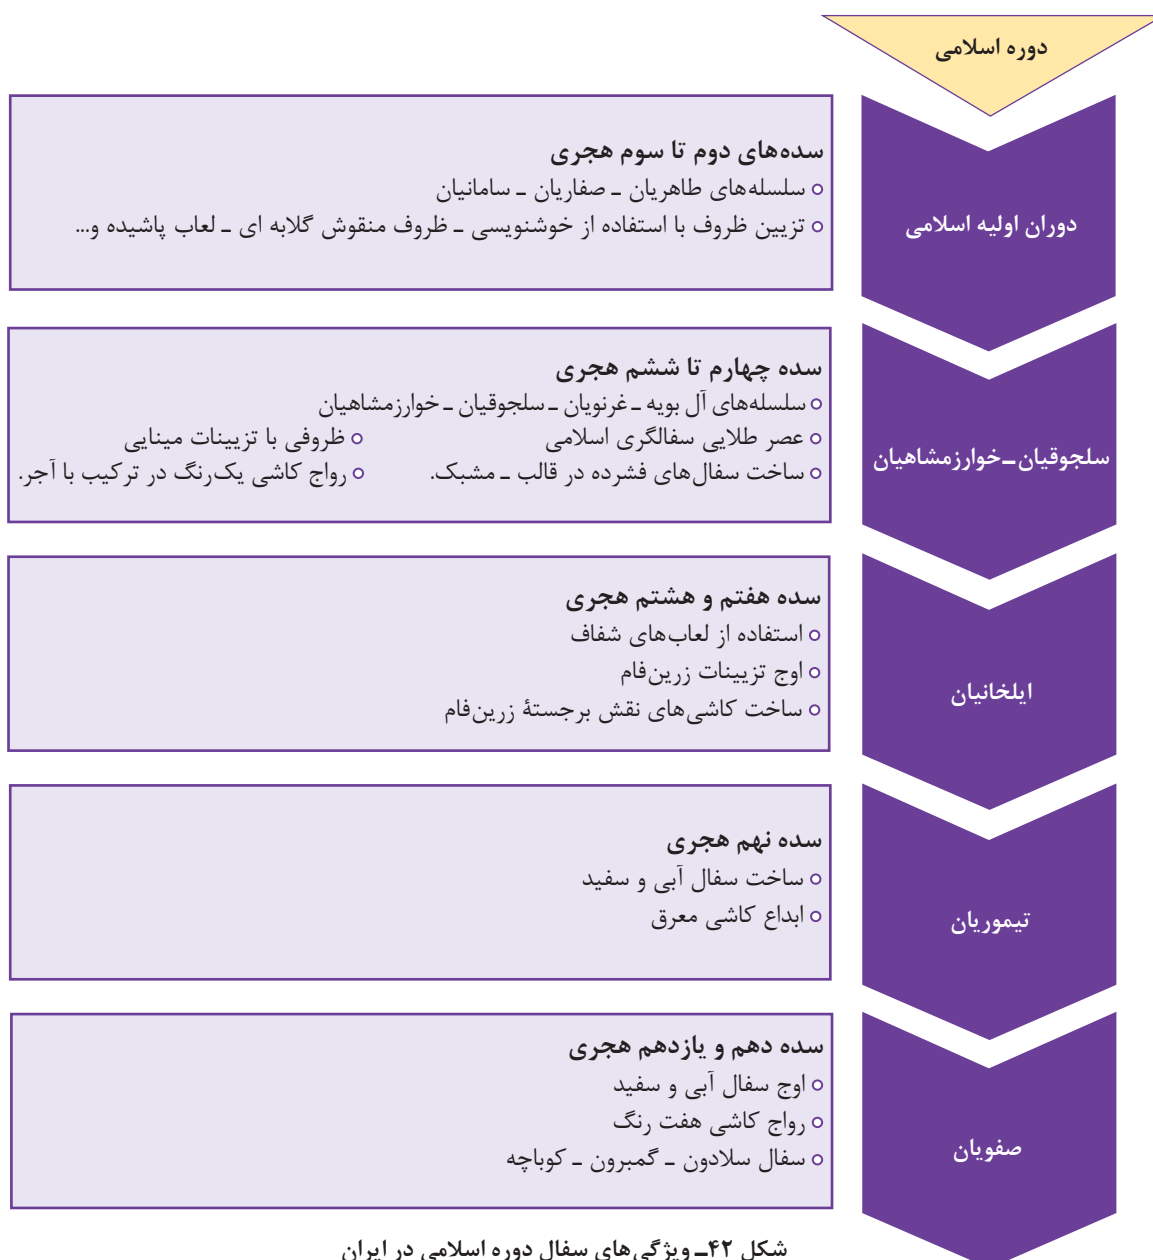 دوره اسلامی
دوران اولیه اسلامی
سده‌های دوم تا سوم هجری
سلسله‌های طاهریان ـ صفاریان ـ سامانیان
تزیین ظروف با استفاده از خوشنویسی ـ ظروف منقوش گلابه ای ـ لعاب پاشیده و...
سلجوقیان ـ خوارزمشاهیان
سده چهارم تا ششم هجری
سلسله‌های آل بویه ـ غرنویان ـ سلجوقیان ـ خوارزمشاهیان
عصر طلایی سفالگری اسلامی
ظروفی با تزیینات مینایی
ساخت سفال‌های فشرده در قالب ـ مشبک.
رواج کاشی یک‌رنگ در ترکیب با آجر.
ایلخانیان
سده هفتم و هشتم هجری
استفاده از لعاب‌های شفاف
اوج تزیینات زرین‌فام
ساخت کاشی‌های نقش برجستهٔ زرین‌فام
تیموریان
سده نهم هجری
ساخت سفال آبی و سفید
ابداع کاشی معرق
صفویان
سده دهم و یازدهم هجری
اوج سفال آبی و سفید
رواج کاشی هفت رنگ
سفال سلادون ـ گمبرون ـ کوباچه
شکل ۴۲ـ ویژگی‌های سفال دوره اسلامی در ایران